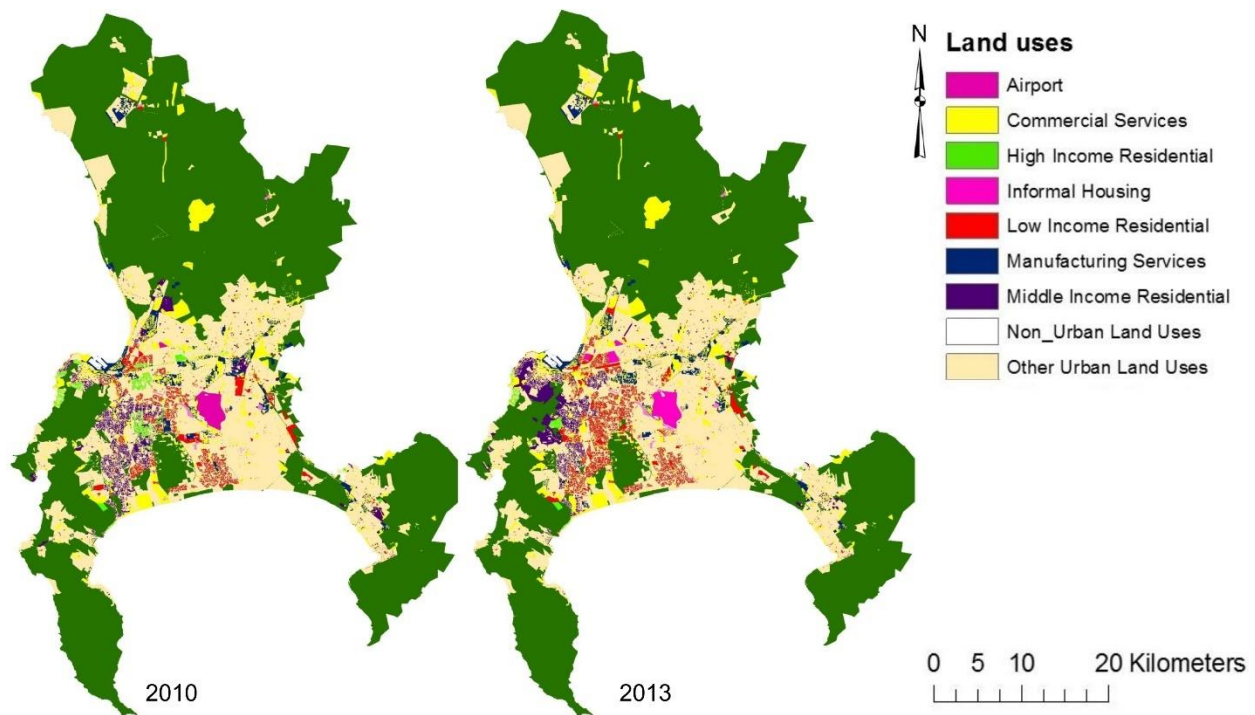 N
Land uses
Airport
Commercial Services
High Income Residential
Informal Housing
Low Income Residential
Manufacturing Services
Middle Income Residential
Non_Urban Land Uses
Other Urban Land Uses
0 5 10 20 Kilometers
2010
2013